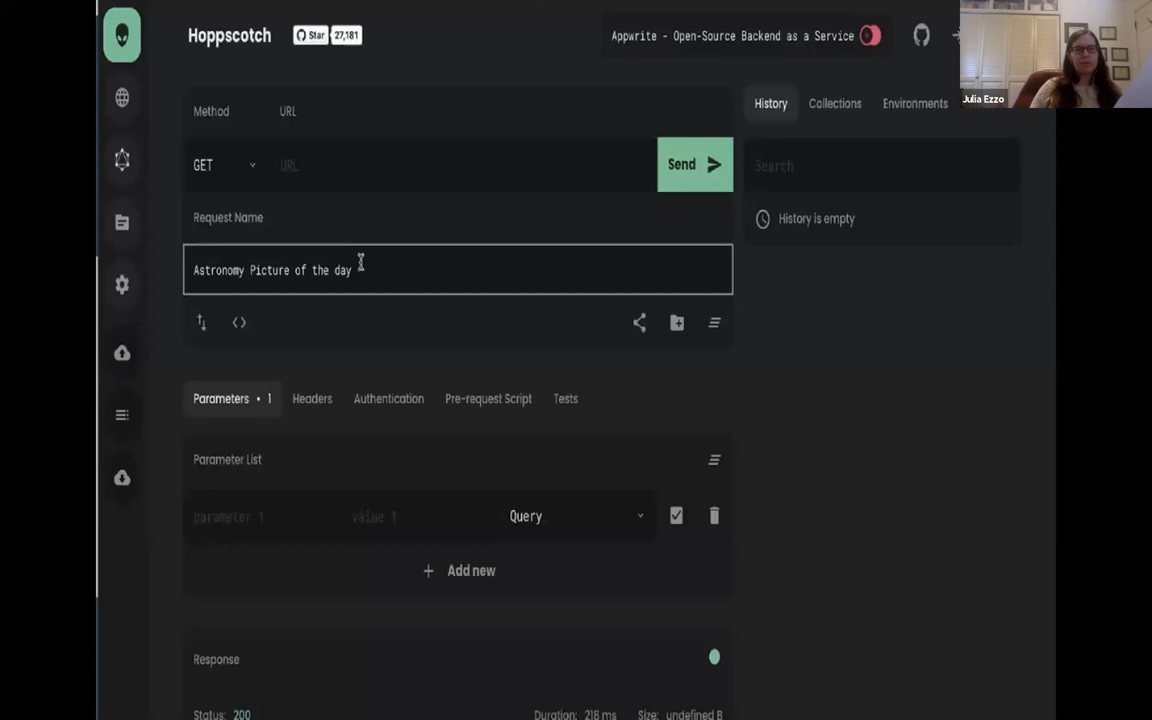 Hoppscotch
Star 27,181
Appwrite - Open-Source Backend as a Service
Julia Ezzo
Method
URL
History
Collections
Environments
GET
URL
Send
Search
Request Name
History is empty
Astronomy Picture of the day
Parameters • 1
Headers
Authentication
Pre-request Script
Tests
Parameter List
parameter 1
value 1
Query
Add new
Response
Status: 200
Duration: 218 ms
Size: undefined B